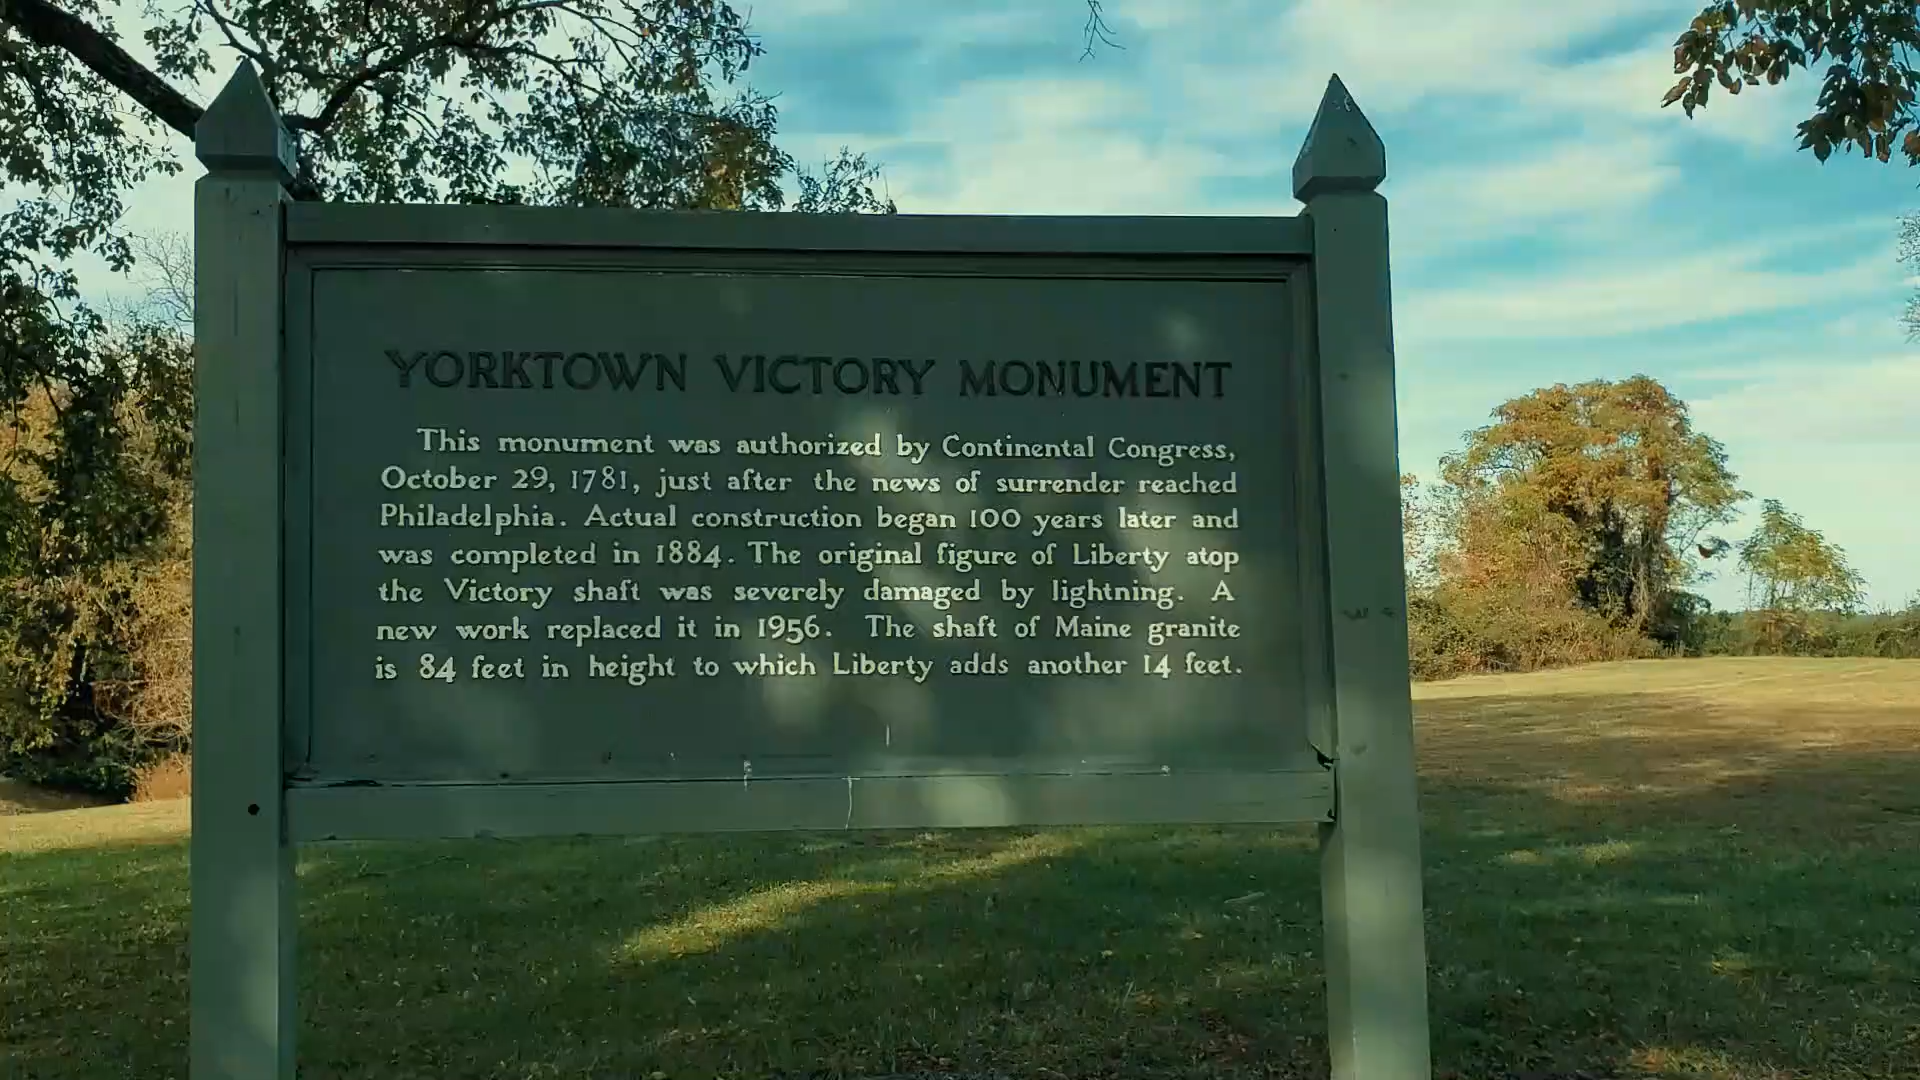 YORKTOWN VICTORY MONUMENT
This monument was authorized by Continental Congress,
October 29, 1781, just after the news of surrender reached
Philadelphia. Actual construction began 100 years later and
was completed in 1884. The original figure of Liberty atop
the Victory shaft was severely damaged by lightning. A
new work replaced it in 1956. The shaft of Maine granite
is 84 feet in height to which Liberty adds another 14 feet.